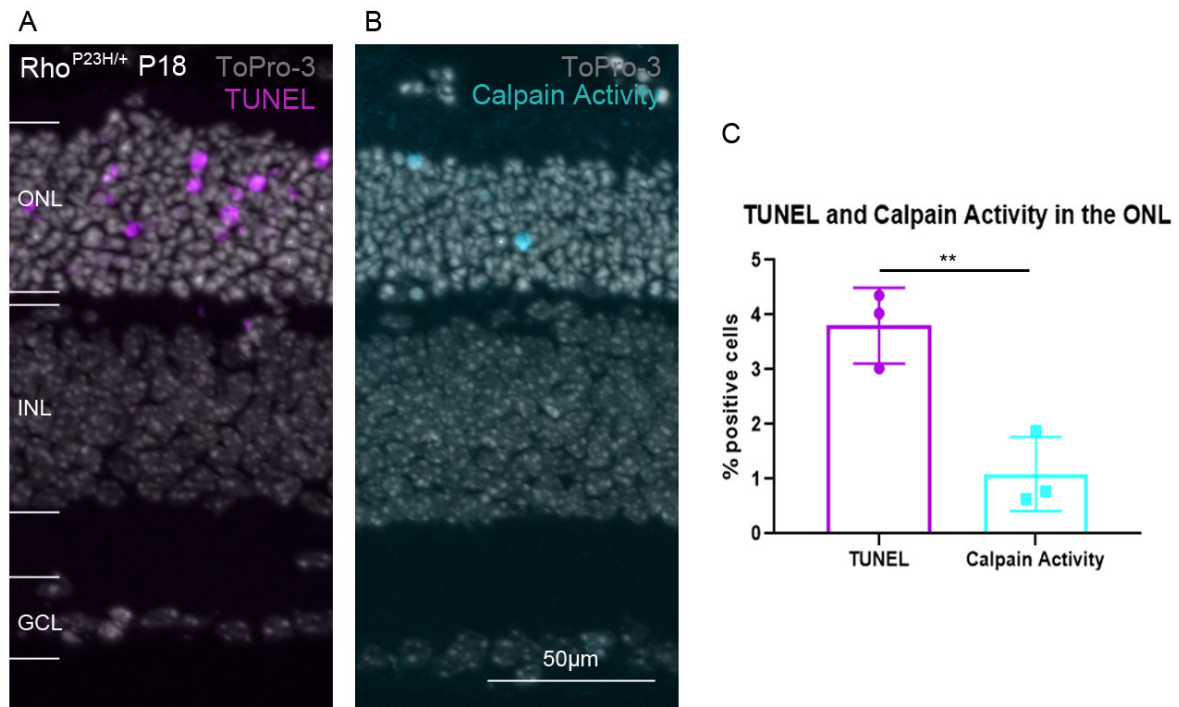 A
Rho^P23H/+ P18 ToPro-3
TUNEL
ONL
INL
GCL
B
ToPro-3
Calpain Activity
50µm
C
TUNEL and Calpain Activity in the ONL
**
% positive cells
5
4
3
2
1
0
TUNEL Calpain Activity